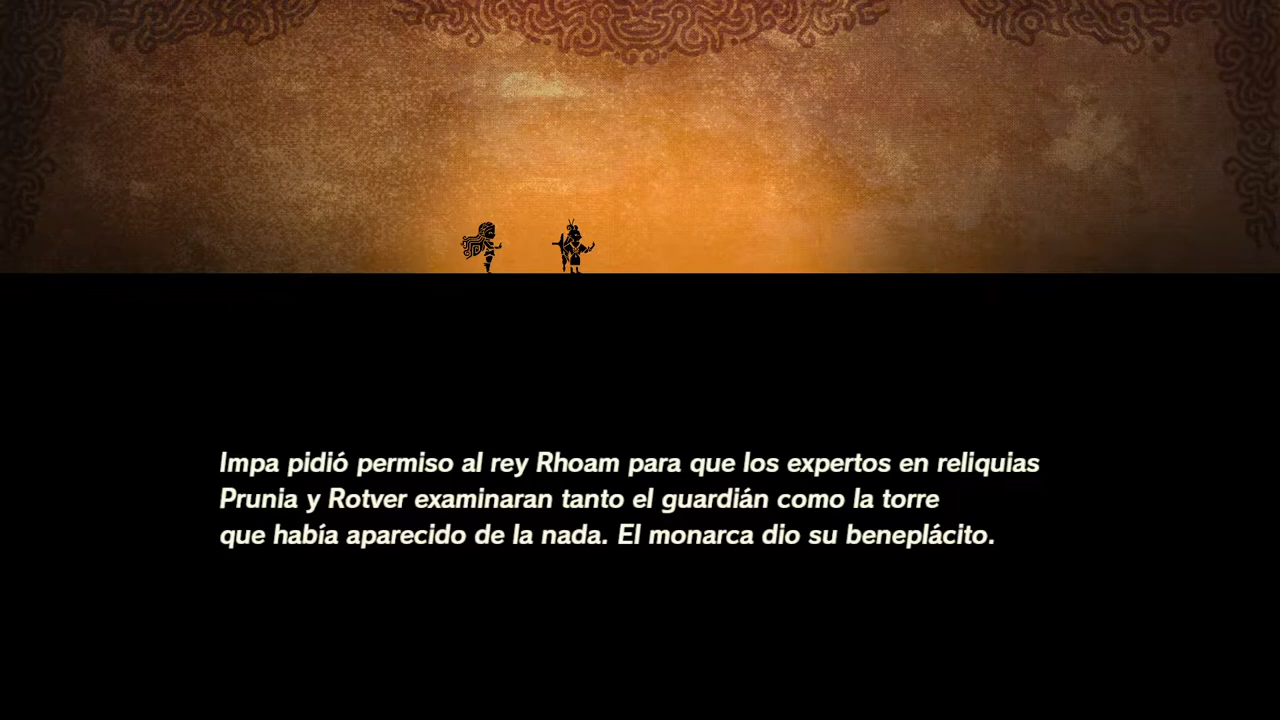 Impa pidió permiso al rey Rhoam para que los expertos en reliquias
Prunia y Rotver examinaran tanto el guardián como la torre
que había aparecido de la nada. El monarca dio su beneplácito.